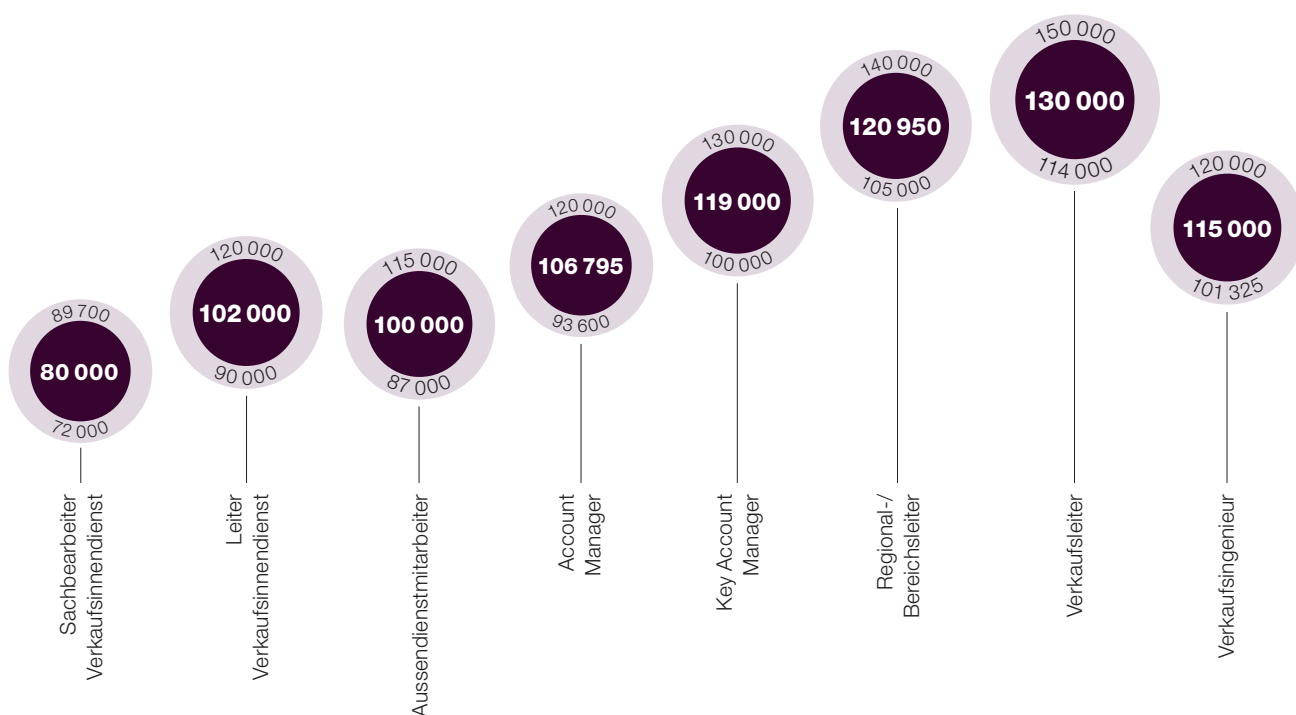 89 700
80 000
72 000
Sachbearbeiter
Verkaufsinnendienst
120 000
102 000
90 000
Leiter
Verkaufsinnendienst
115 000
100 000
87 000
Aussendienstmitarbeiter
120 000
106 795
93 600
Account
Manager
130 000
119 000
100 000
Key Account
Manager
140 000
120 950
105 000
Regional-/
Bereichsleiter
150 000
130 000
114 000
Verkaufsleiter
120 000
115 000
101 325
Verkaufsingenieur